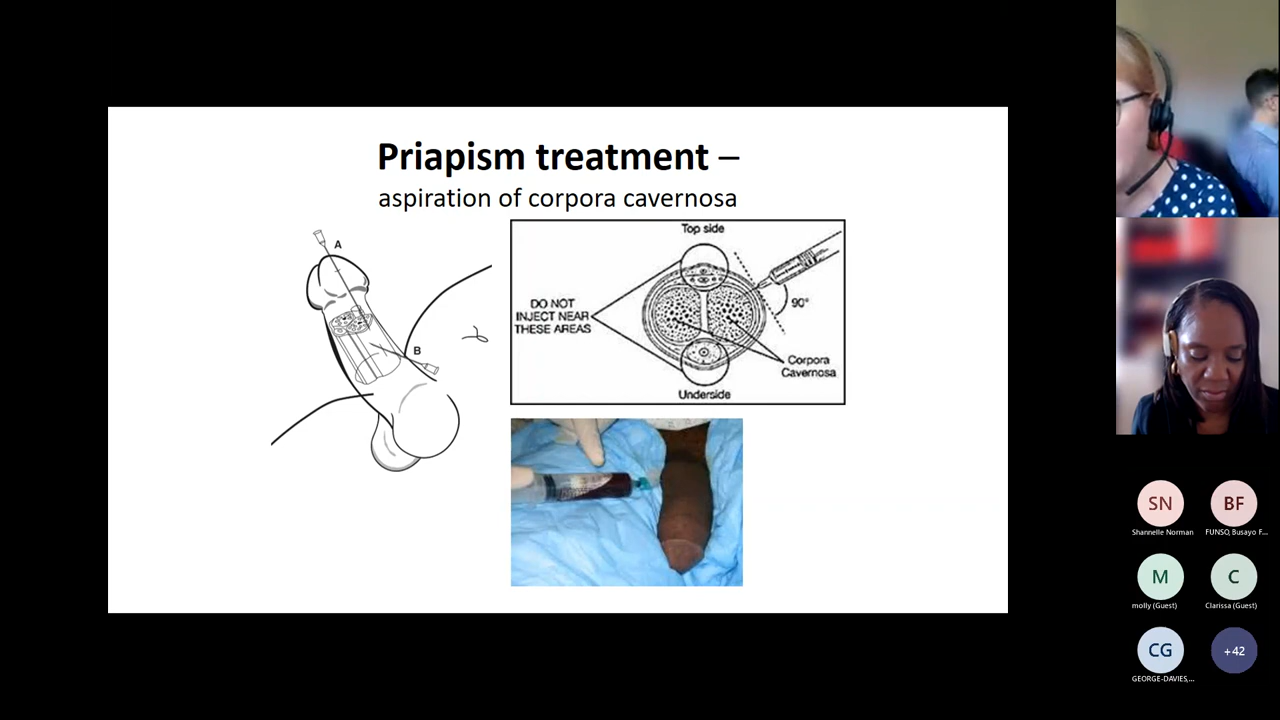 Priapism treatment –
aspiration of corpora cavernosa
A
B
Top side
DO NOT
INJECT NEAR
THESE AREAS
90°
Corpora
Cavernosa
Underside
SN
Shannelle Norman
BF
FUNSO, Busayo F...
M
molly (Guest)
C
Clarissa (Guest)
CG
GEORGE-DAVIES,...
+42